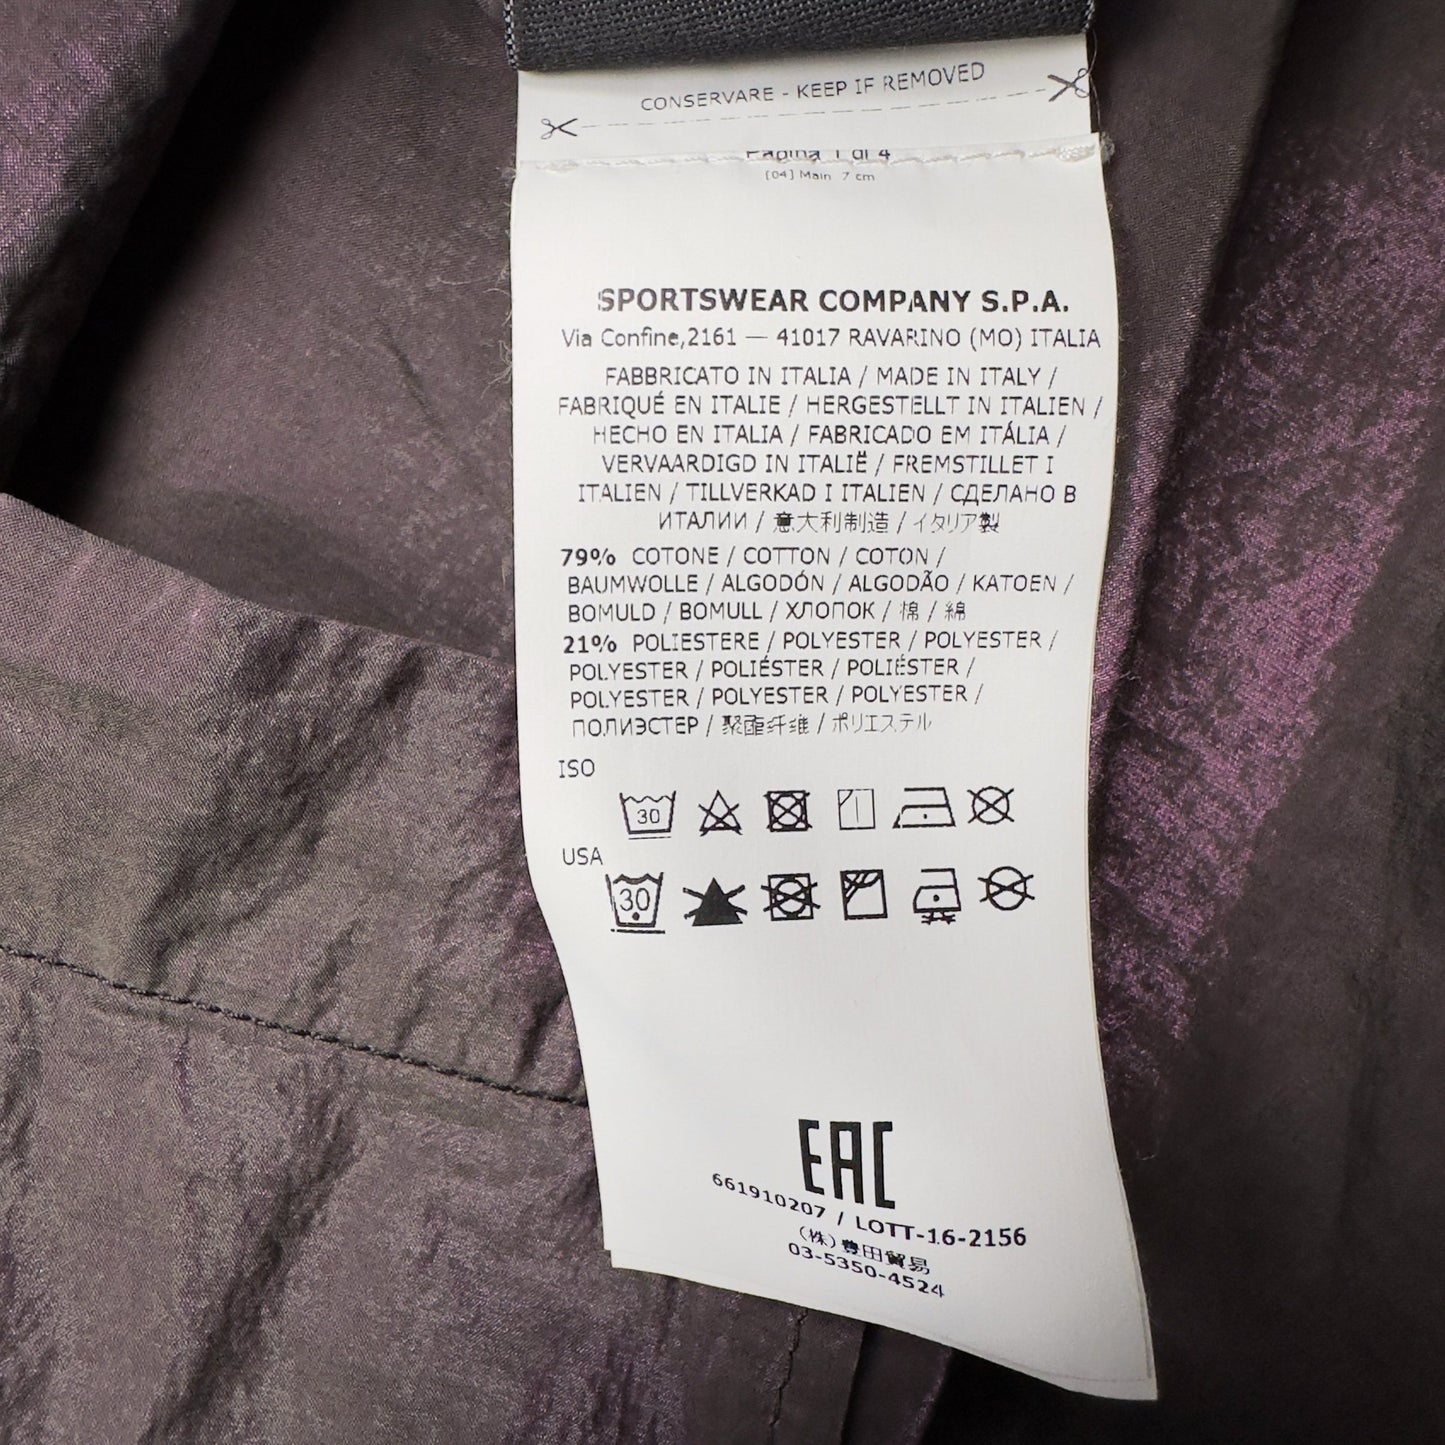 CONSERVARE - KEEP IF REMOVED
Pagina 1 di 4
[04] Main 7 cm
SPORTSWEAR COMPANY S.P.A.
Via Confine,2161 — 41017 RAVARINO (MO) ITALIA
FABBRICATO IN ITALIA / MADE IN ITALY /
FABRIQUÉ EN ITALIE / HERGESTELLT IN ITALIEN /
HECHO EN ITALIA / FABRICADO EM ITÁLIA /
VERVAARDIGD IN ITALIË / FREMSTILLET I
ITALIEN / TILLVERKAD I ITALIEN / СДЕЛАНО В
ИТАЛИИ / 意大利制造 / イタリア製
79% COTONE / COTTON / COTON /
BAUMWOLLE / ALGODÓN / ALGODÃO / KATOEN /
BOMULD / BOMULL / ХЛОПОК / 棉 / 綿
21% POLIESTERE / POLYESTER / POLYESTER /
POLYESTER / POLIÉSTER / POLIÉSTER /
POLYESTER / POLYESTER / POLYESTER /
ПОЛИЭСТЕР / 聚酯纤维 / ポリエステル
ISO
30
USA
30
EAC
661910207 / LOTT-16-2156
(株)豊田貿易
03-5350-4524